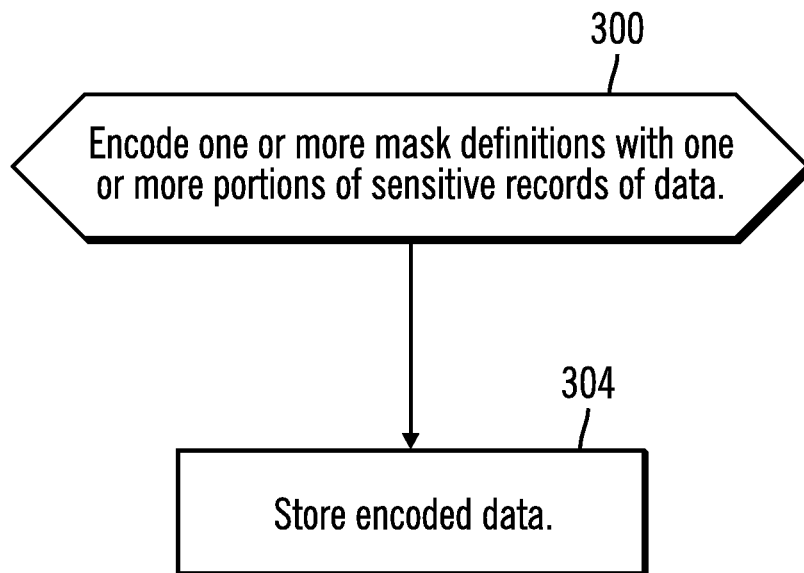 300
Encode one or more mask definitions with one
or more portions of sensitive records of data.
304
Store encoded data.